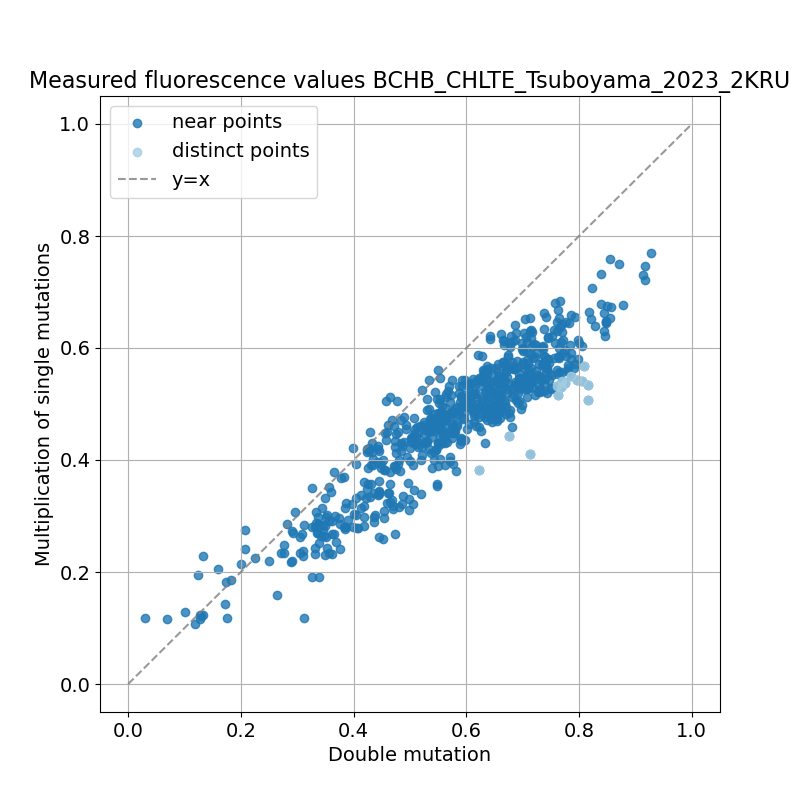 Measured fluorescence values BCHB_CHLTE_Tsuboyama_2023_2KRU
near points
distinct points
y=x
1.0
0.8
0.6
0.4
0.2
0.0
Multiplication of single mutations
0.0 0.2 0.4 0.6 0.8 1.0
Double mutation